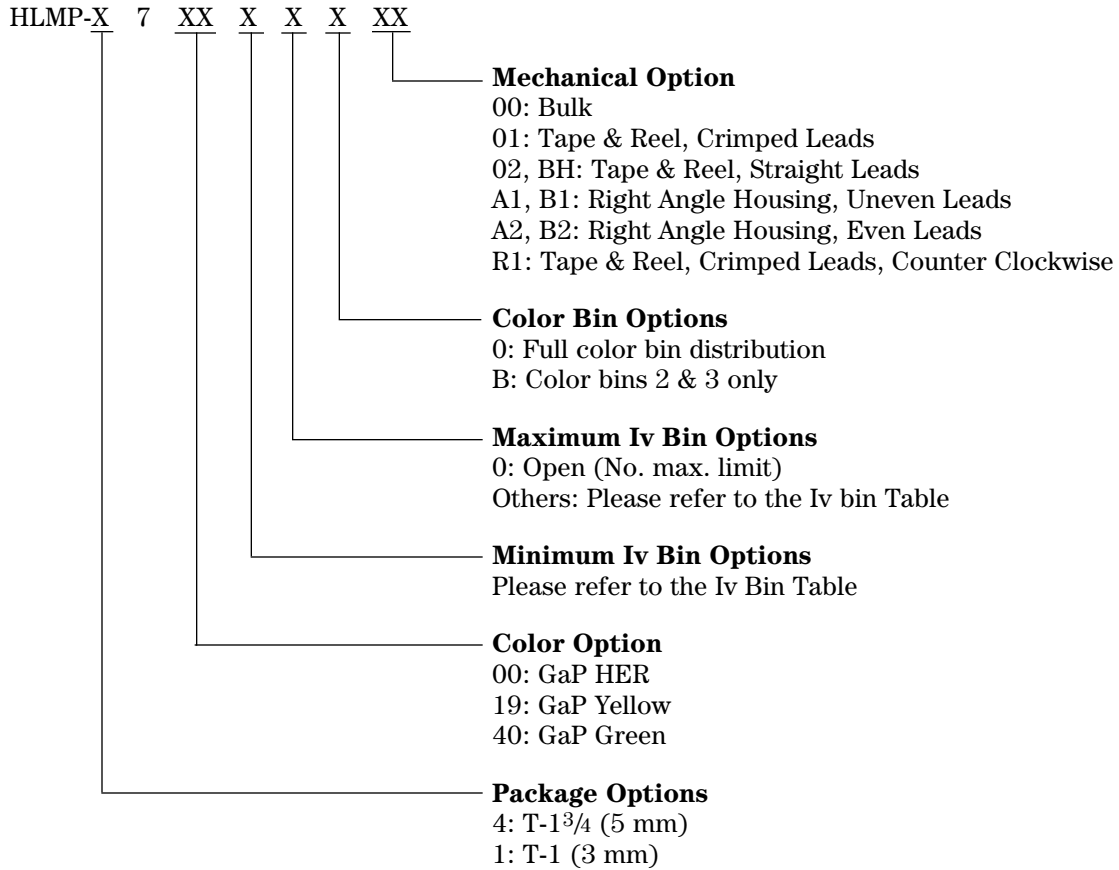 HLMP-X 7 XX X X X XX
Mechanical Option
00: Bulk
01: Tape & Reel, Crimped Leads
02, BH: Tape & Reel, Straight Leads
A1, B1: Right Angle Housing, Uneven Leads
A2, B2: Right Angle Housing, Even Leads
R1: Tape & Reel, Crimped Leads, Counter Clockwise
Color Bin Options
0: Full color bin distribution
B: Color bins 2 & 3 only
Maximum Iv Bin Options
0: Open (No. max. limit)
Others: Please refer to the Iv bin Table
Minimum Iv Bin Options
Please refer to the Iv Bin Table
Color Option
00: GaP HER
19: GaP Yellow
40: GaP Green
Package Options
4: T-1 3/4 (5 mm)
1: T-1 (3 mm)